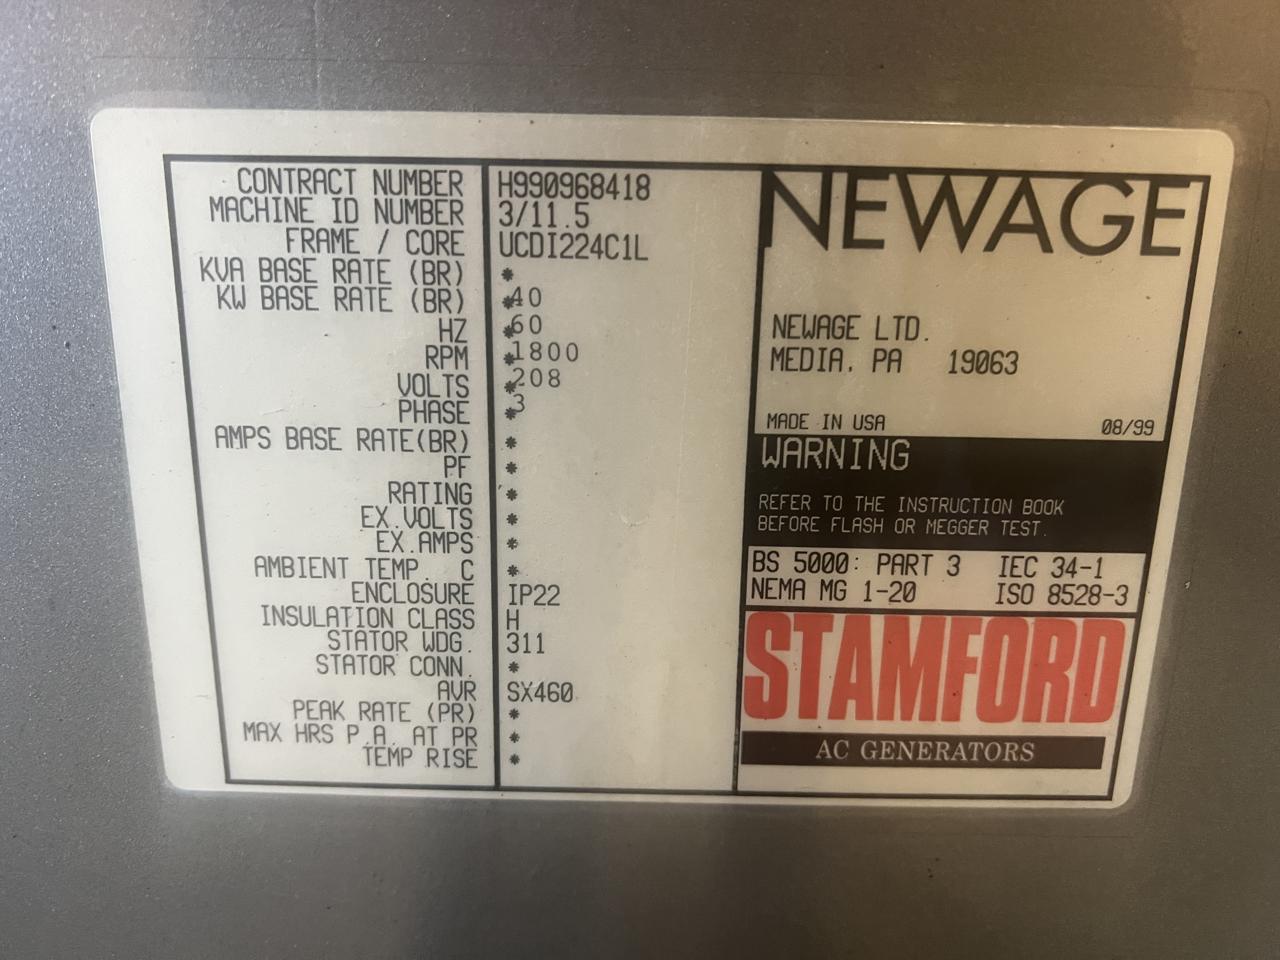 CONTRACT NUMBER H990968418
MACHINE ID NUMBER 3/11.5
FRAME / CORE UCDI224C1L
KVA BASE RATE (BR) *
KW BASE RATE (BR) *40
HZ *60
RPM *1800
VOLTS *208
PHASE *3
AMPS BASE RATE(BR) *
PF *
RATING *
EX.VOLTS *
EX.AMPS *
AMBIENT TEMP. C *
ENCLOSURE IP22
INSULATION CLASS H
STATOR WDG. 311
STATOR CONN. *
AVR SX460
PEAK RATE (PR) *
MAX HRS P.A. AT PR *
TEMP RISE *
NEWAGE
NEWAGE LTD.
MEDIA, PA 19063
MADE IN USA 08/99
WARNING
REFER TO THE INSTRUCTION BOOK
BEFORE FLASH OR MEGGER TEST.
BS 5000: PART 3 IEC 34-1
NEMA MG 1-20 ISO 8528-3
STAMFORD
AC GENERATORS